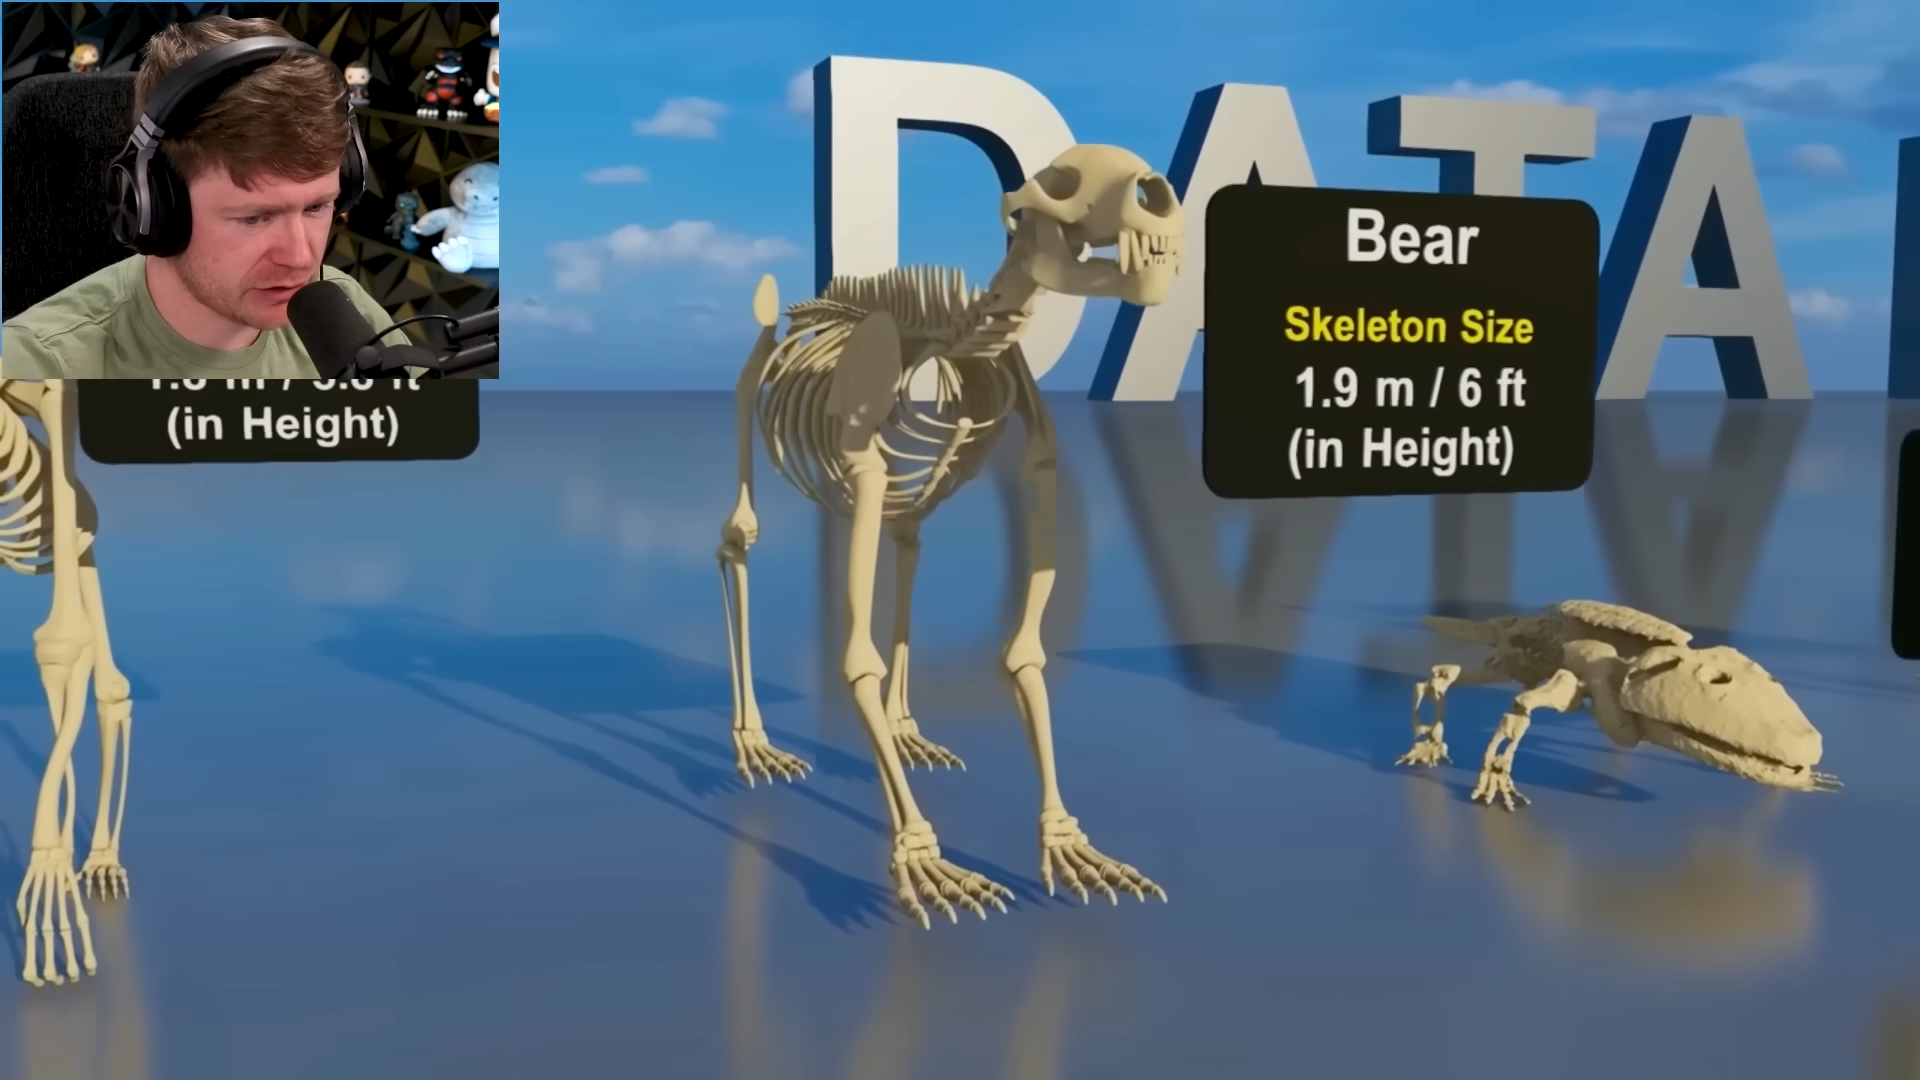 DATA
Bear
Skeleton Size
1.9 m / 6 ft
(in Height)
(in Height)